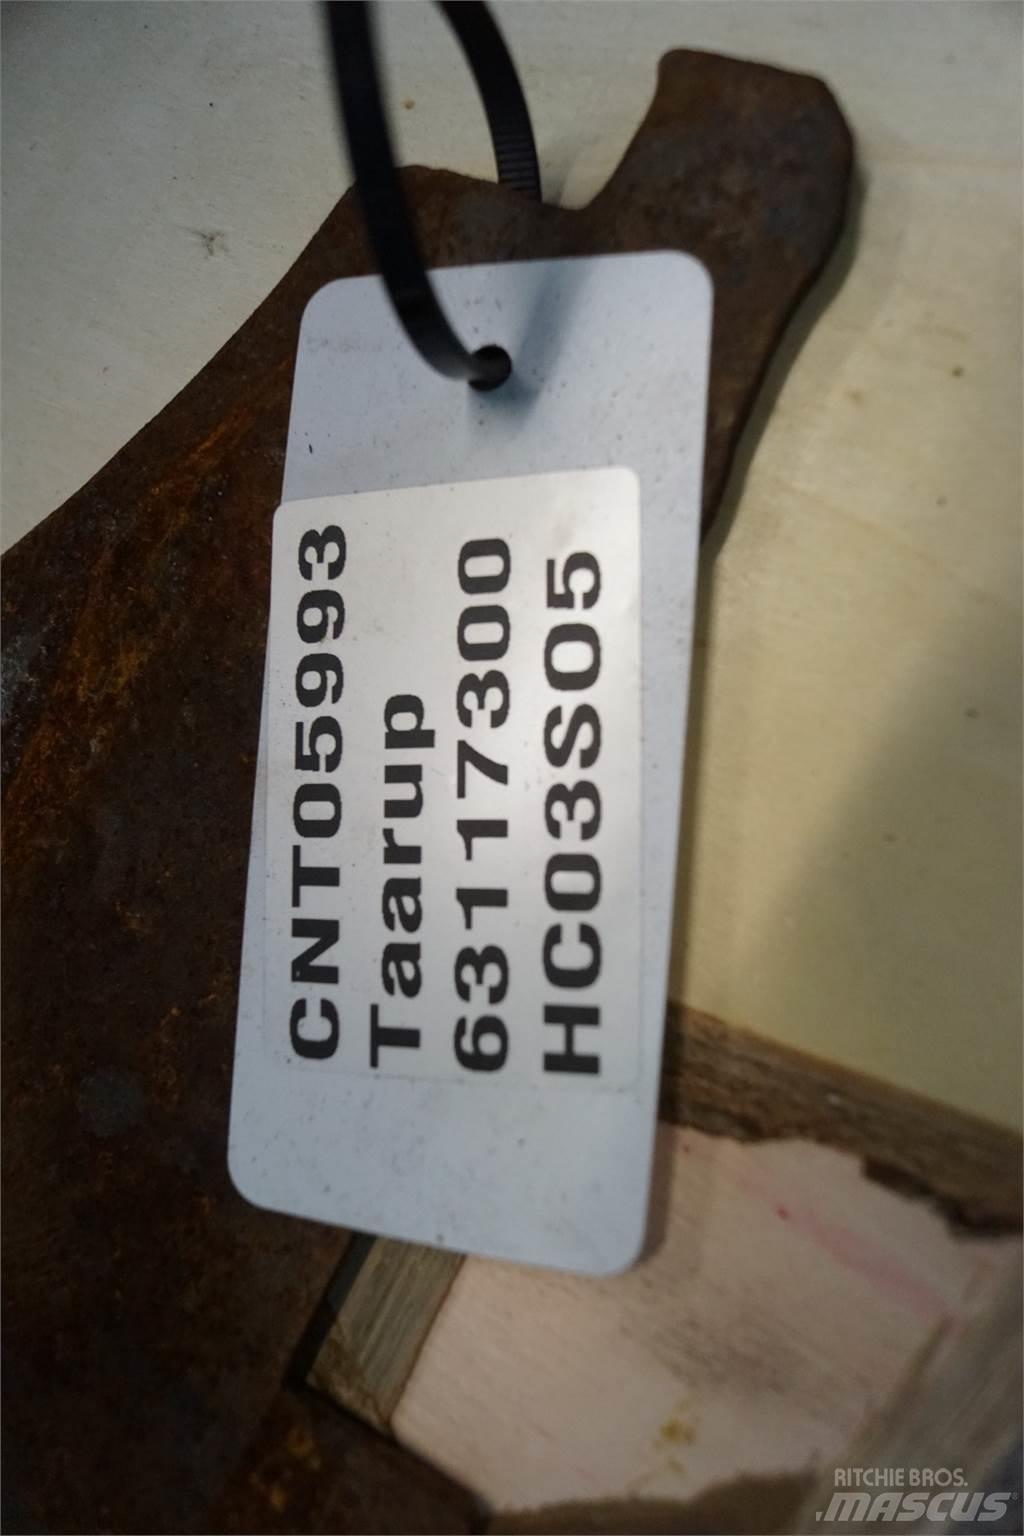 CNT05993
Taarup
63117300
HC03S05
RITCHIE BROS.
MASCUS